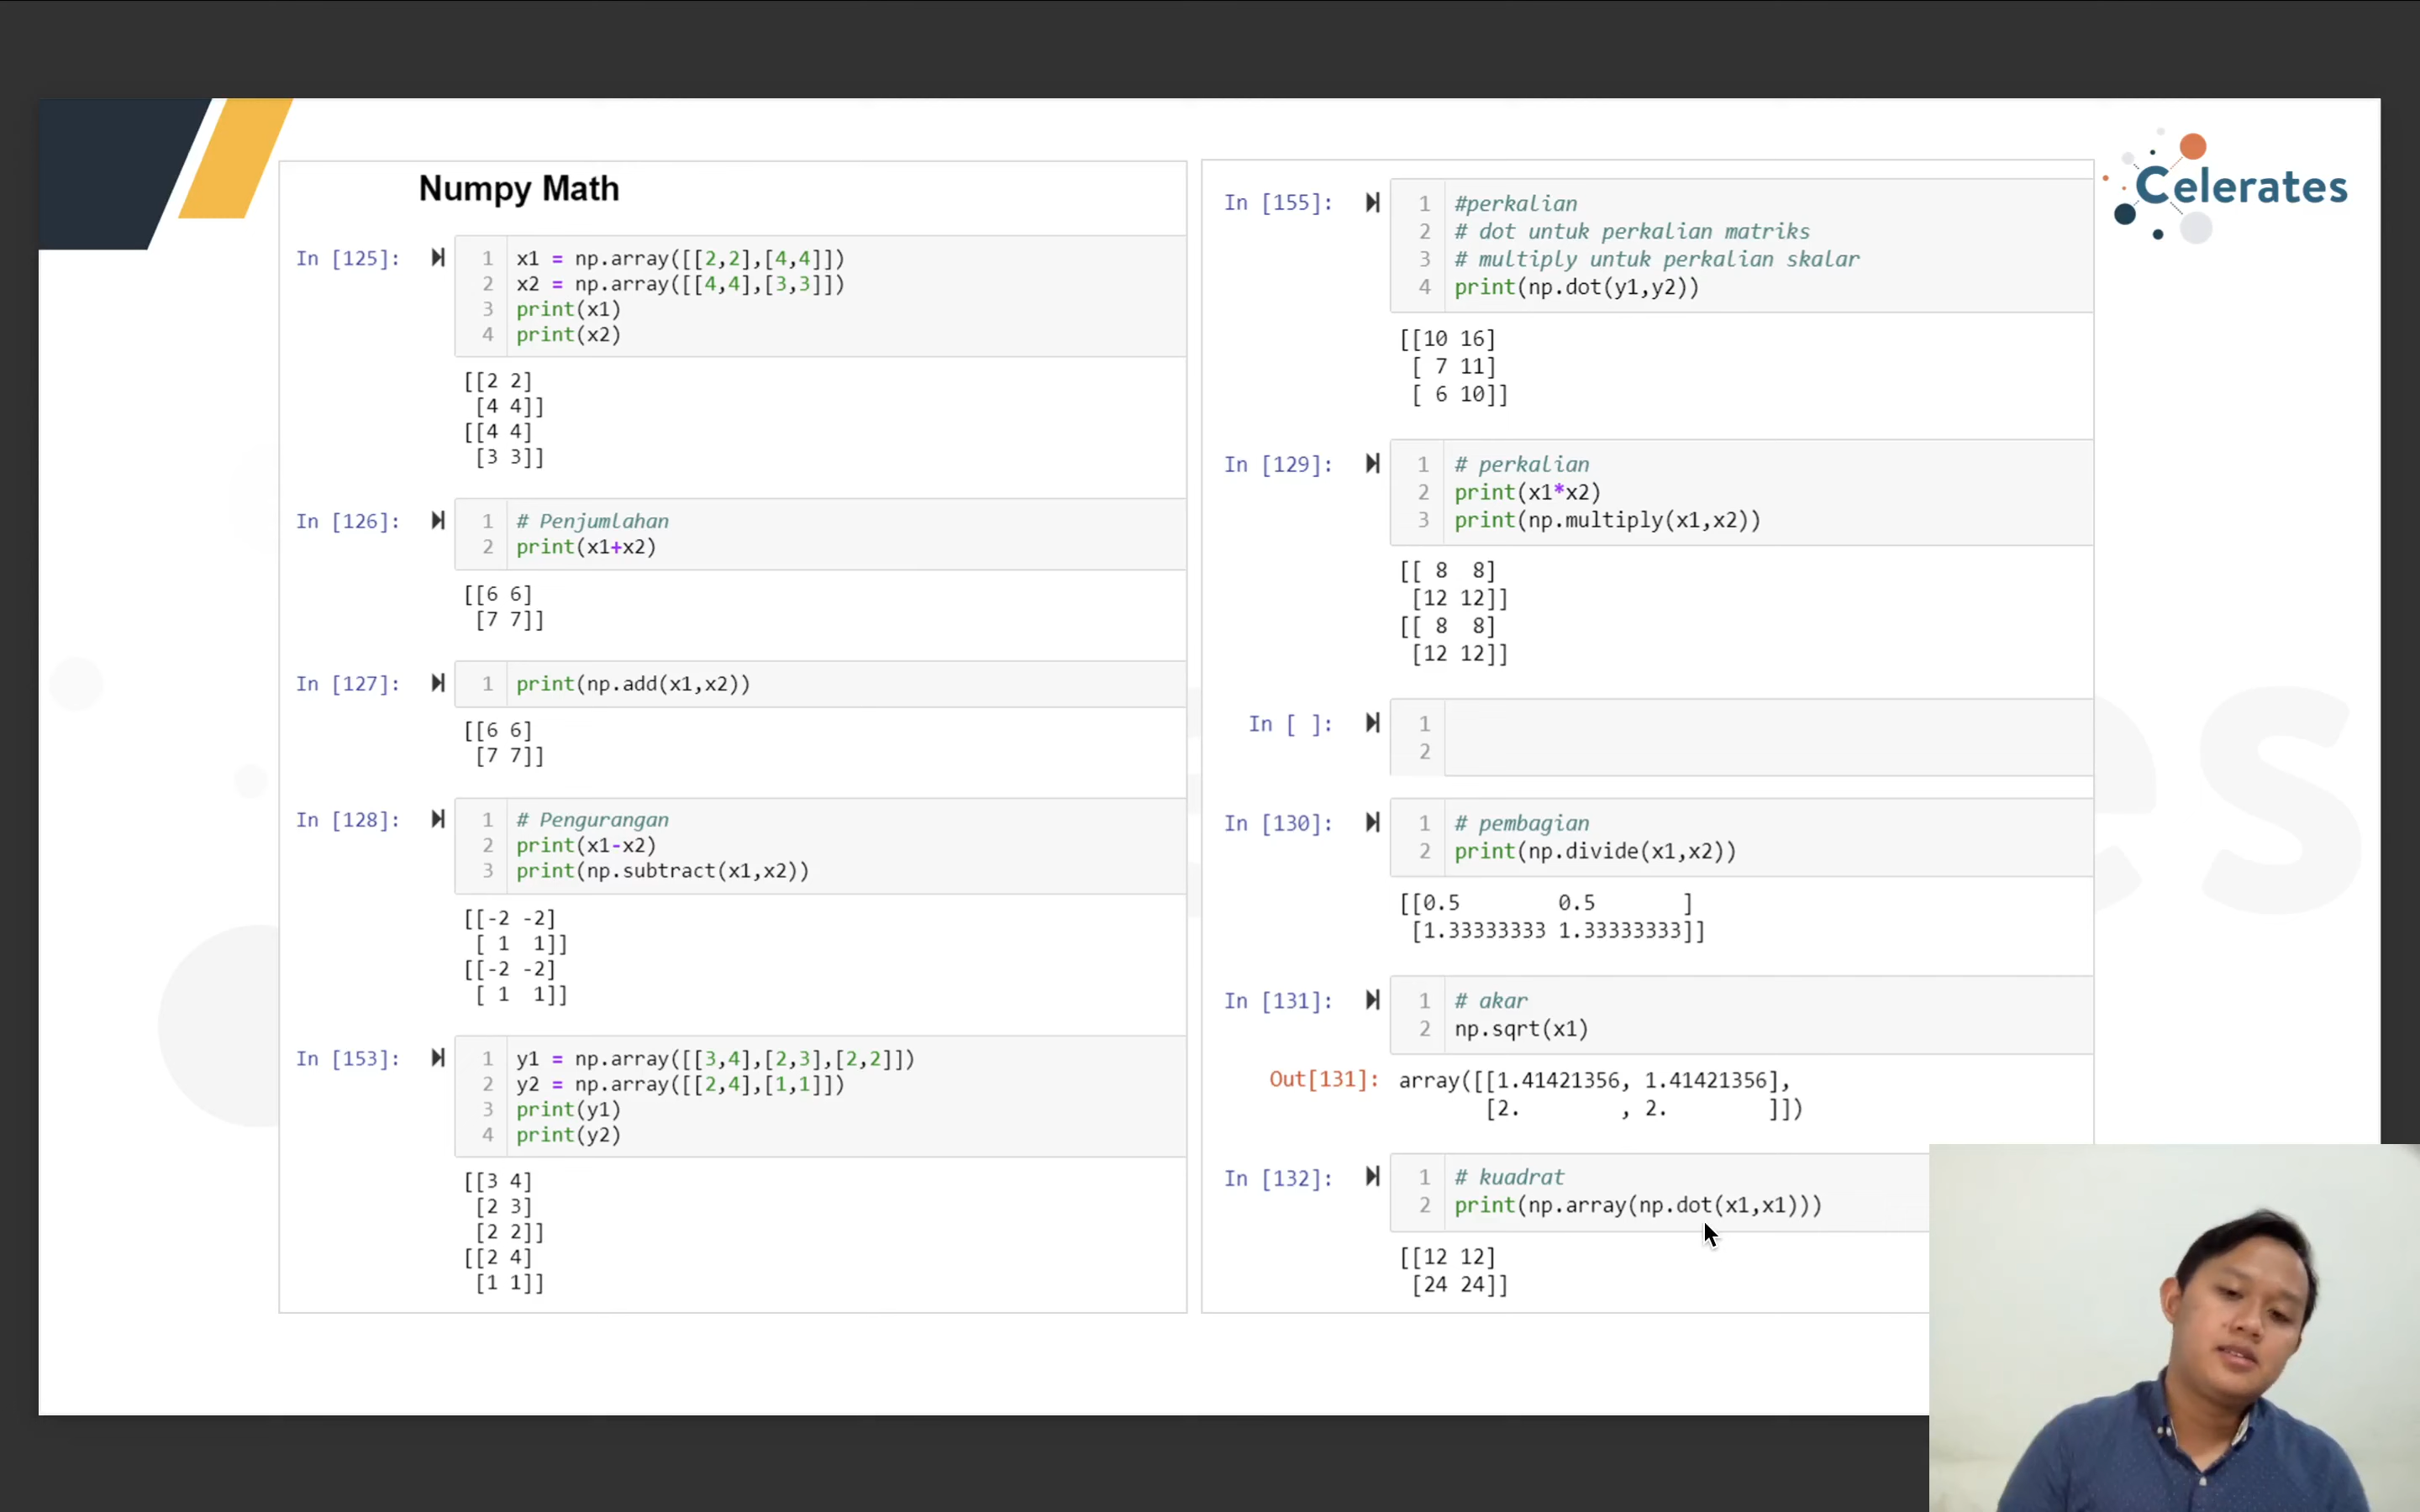 Celerates
Numpy Math
In [125]:
1 x1 = np.array([[2,2],[4,4]])
2 x2 = np.array([[4,4],[3,3]])
3 print(x1)
4 print(x2)
[[2 2]
[4 4]]
[[4 4]
[3 3]]
In [126]:
1 # Penjumlahan
2 print(x1+x2)
[[6 6]
[7 7]]
In [127]:
1 print(np.add(x1,x2))
[[6 6]
[7 7]]
In [128]:
1 # Pengurangan
2 print(x1-x2)
3 print(np.subtract(x1,x2))
[[-2 -2]
[ 1  1]]
[[-2 -2]
[ 1  1]]
In [153]:
1 y1 = np.array([[3,4],[2,3],[2,2]])
2 y2 = np.array([[2,4],[1,1]])
3 print(y1)
4 print(y2)
[[3 4]
[2 3]
[2 2]]
[[2 4]
[1 1]]
In [155]:
1 #perkalian
2 # dot untuk perkalian matriks
3 # multiply untuk perkalian skalar
4 print(np.dot(y1,y2))
[[10 16]
[ 7 11]
[ 6 10]]
In [129]:
1 # perkalian
2 print(x1*x2)
3 print(np.multiply(x1,x2))
[[ 8  8]
[12 12]]
[[ 8  8]
[12 12]]
In [ ]:
1
2
In [130]:
1 # pembagian
2 print(np.divide(x1,x2))
[[0.5        0.5       ]
[1.33333333 1.33333333]]
In [131]:
1 # akar
2 np.sqrt(x1)
Out[131]: array([[1.41421356, 1.41421356],
[2.        , 2.        ]])
In [132]:
1 # kuadrat
2 print(np.array(np.dot(x1,x1)))
[[12 12]
[24 24]]